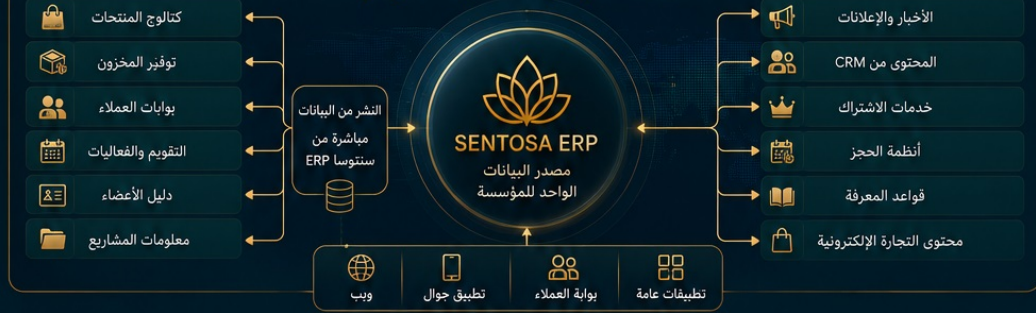 الأخبار والإعلانات
المحتوى من CRM
خدمات الاشتراك
أنظمة الحجز
قواعد المعرفة
محتوى التجارة الإلكترونية
SENTOSA ERP
مصدر البيانات
الواحد للمؤسسة
النشر من البيانات
مباشرة من
سنتوسا ERP
كتالوج المنتجات
توفير المخزون
بوابات العملاء
التقويم والفعاليات
دليل الأعضاء
معلومات المشاريع
تطبيقات عامة
بوابة العملاء
تطبيق جوال
ويب